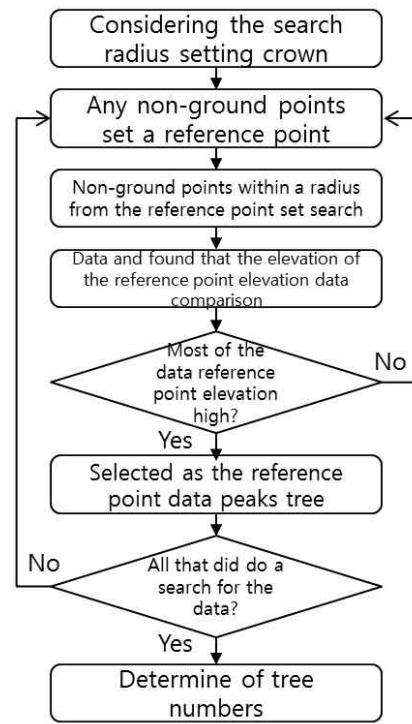 Considering the search
radius setting crown
Any non-ground points
set a reference point
Non-ground points within a radius
from the reference point set search
Data and found that the elevation of
the reference point elevation data
comparison
Most of the
data reference
point elevation
high?
No
Yes
Selected as the reference
point data peaks tree
All that did do a
search for the
data?
No
Yes
Determine of tree
numbers